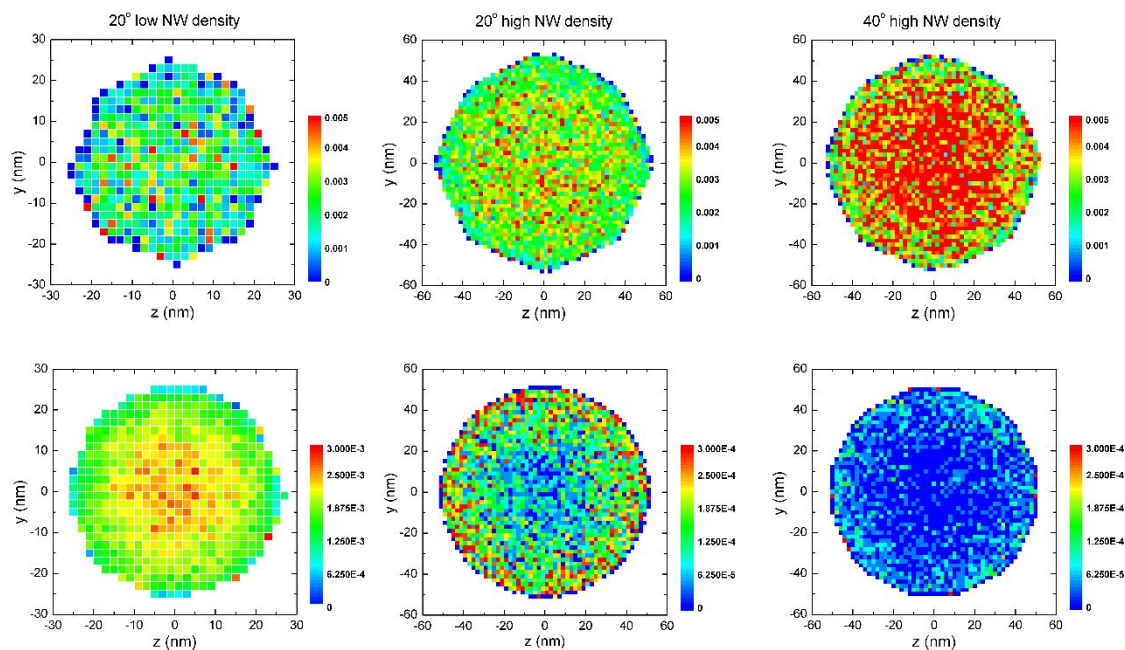 20° low NW density
20° high NW density
40° high NW density
30
20
10
0
-10
-20
-30
y (nm)
-30 -20 -10 0 10 20 30
z (nm)
0.005
0.004
0.003
0.002
0.001
0
60
40
20
0
-20
-40
-60
y (nm)
-60 -40 -20 0 20 40 60
z (nm)
0.005
0.004
0.003
0.002
0.001
0
60
40
20
0
-20
-40
-60
y (nm)
-60 -40 -20 0 20 40 60
z (nm)
0.005
0.004
0.003
0.002
0.001
0
30
20
10
0
-10
-20
-30
y (nm)
-30 -20 -10 0 10 20 30
z (nm)
3.000E-3
2.500E-3
1.875E-3
1.250E-3
6.250E-4
0
60
40
20
0
-20
-40
-60
y (nm)
-60 -40 -20 0 20 40 60
z (nm)
3.000E-4
2.500E-4
1.875E-4
1.250E-4
6.250E-5
0
60
40
20
0
-20
-40
-60
y (nm)
-60 -40 -20 0 20 40 60
z (nm)
3.000E-4
2.500E-4
1.875E-4
1.250E-4
6.250E-5
0